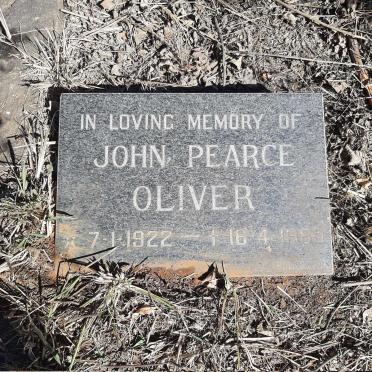 IN LOVING MEMORY OF
JOHN PEARCE
OLIVER
7.1.1922 — 16.4.